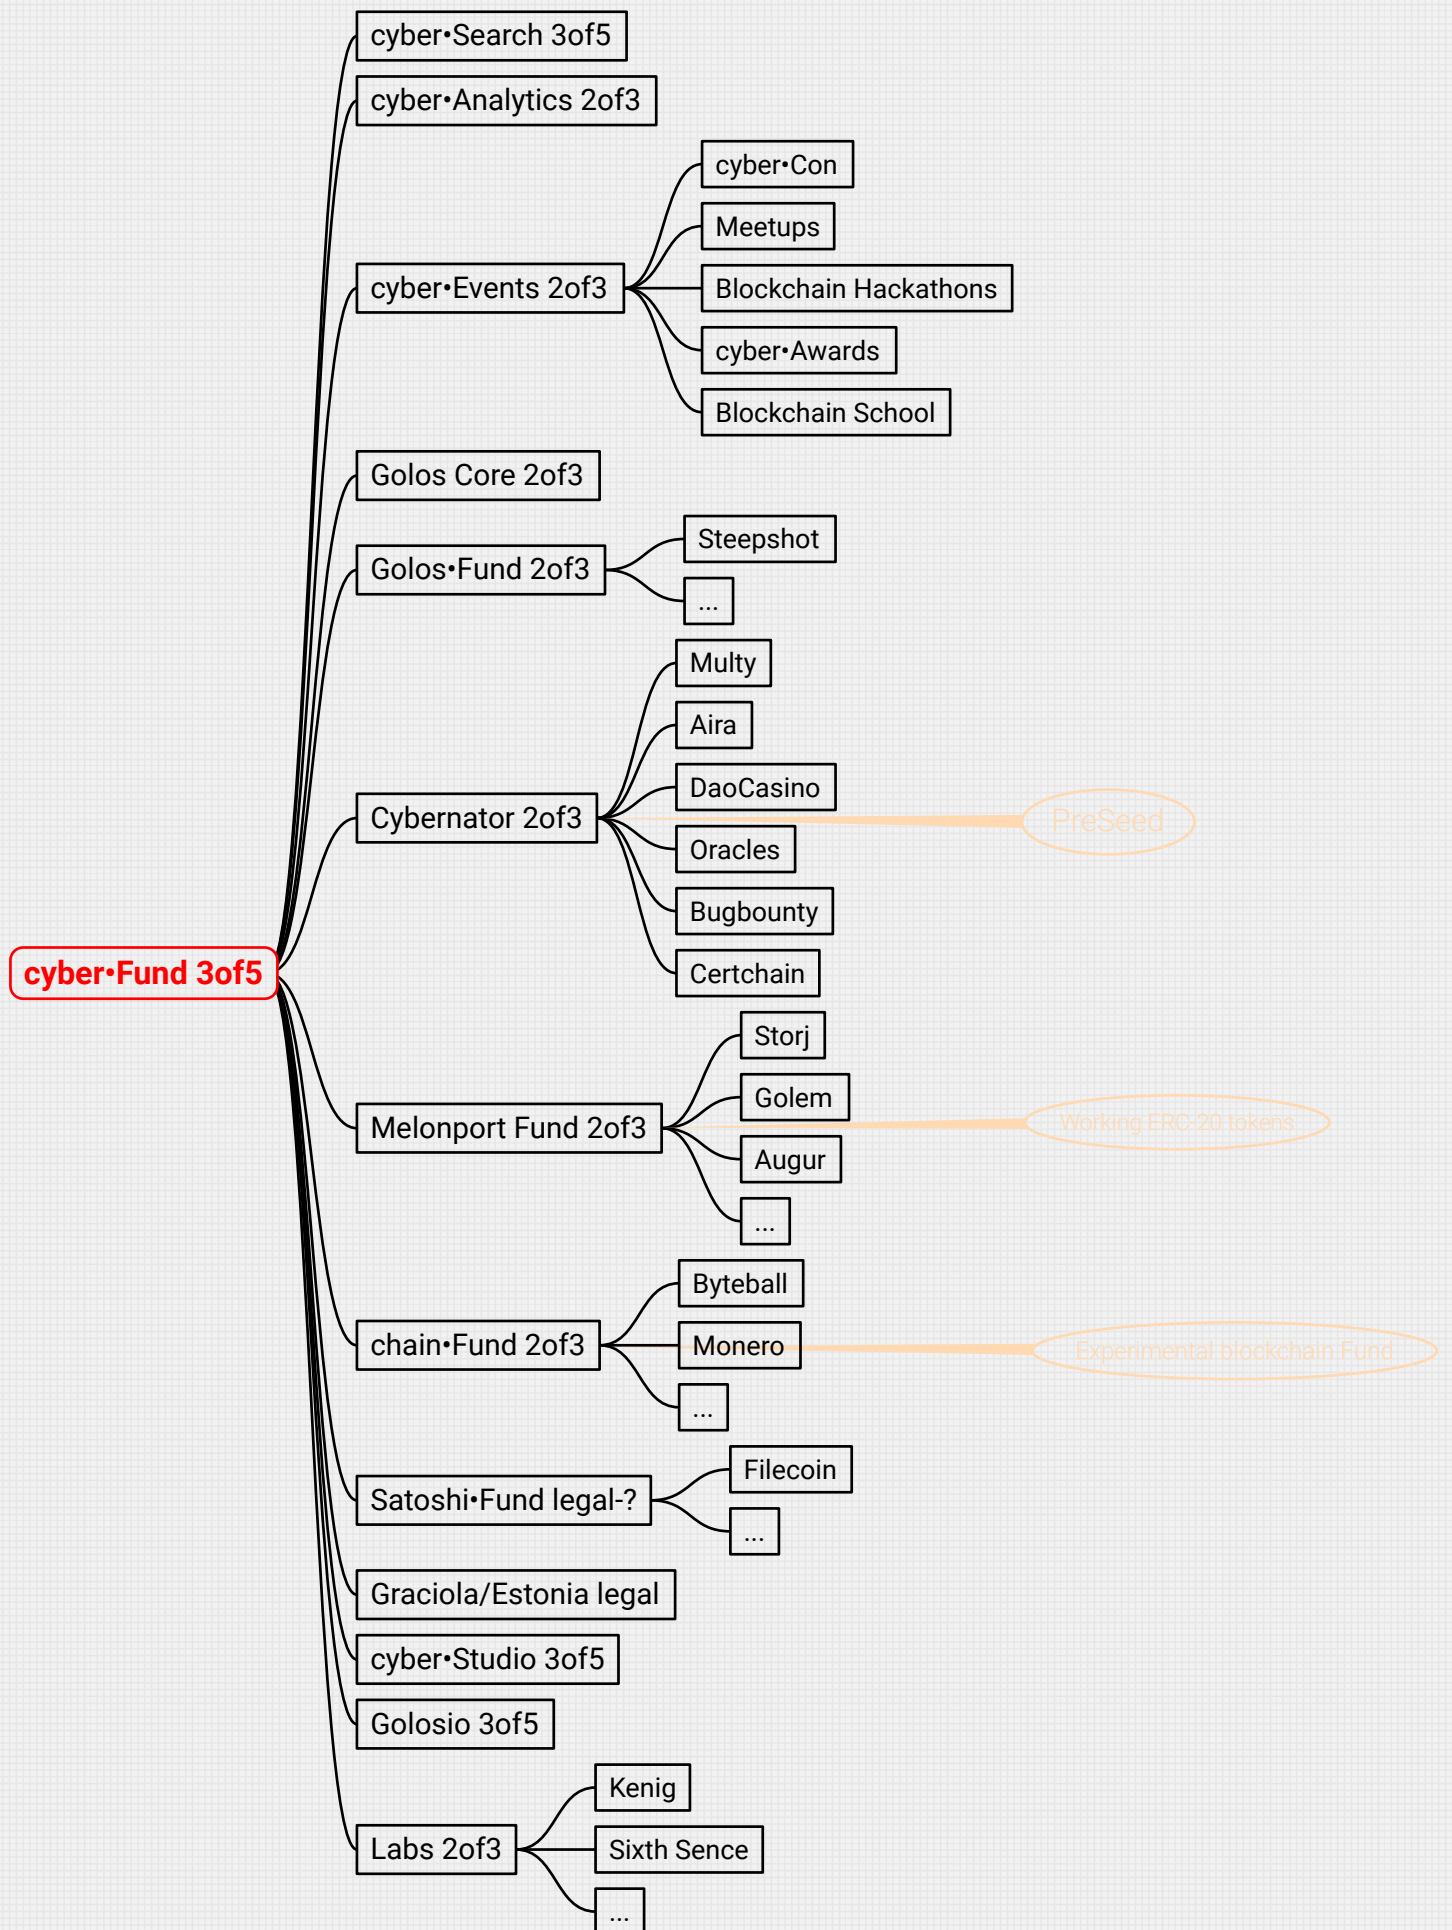 cyber•Search 3of5
cyber•Analytics 2of3
cyber•Con
Meetups
cyber•Events 2of3
Blockchain Hackathons
cyber•Awards
Blockchain School
Golos Core 2of3
Steepshot
Golos•Fund 2of3
...
Multy
Aira
DaoCasino
Cybernator 2of3
PreSeed
Oracles
Bugbounty
cyber•Fund 3of5
Certchain
Storj
Golem
Melonport Fund 2of3
Working ERC-20 tokens
Augur
...
Byteball
chain•Fund 2of3
Monero
Experimental blockchain Fund
...
Filecoin
Satoshi•Fund legal-?
...
Graciola/Estonia legal
cyber•Studio 3of5
Golosio 3of5
Kenig
Labs 2of3
Sixth Sence
...